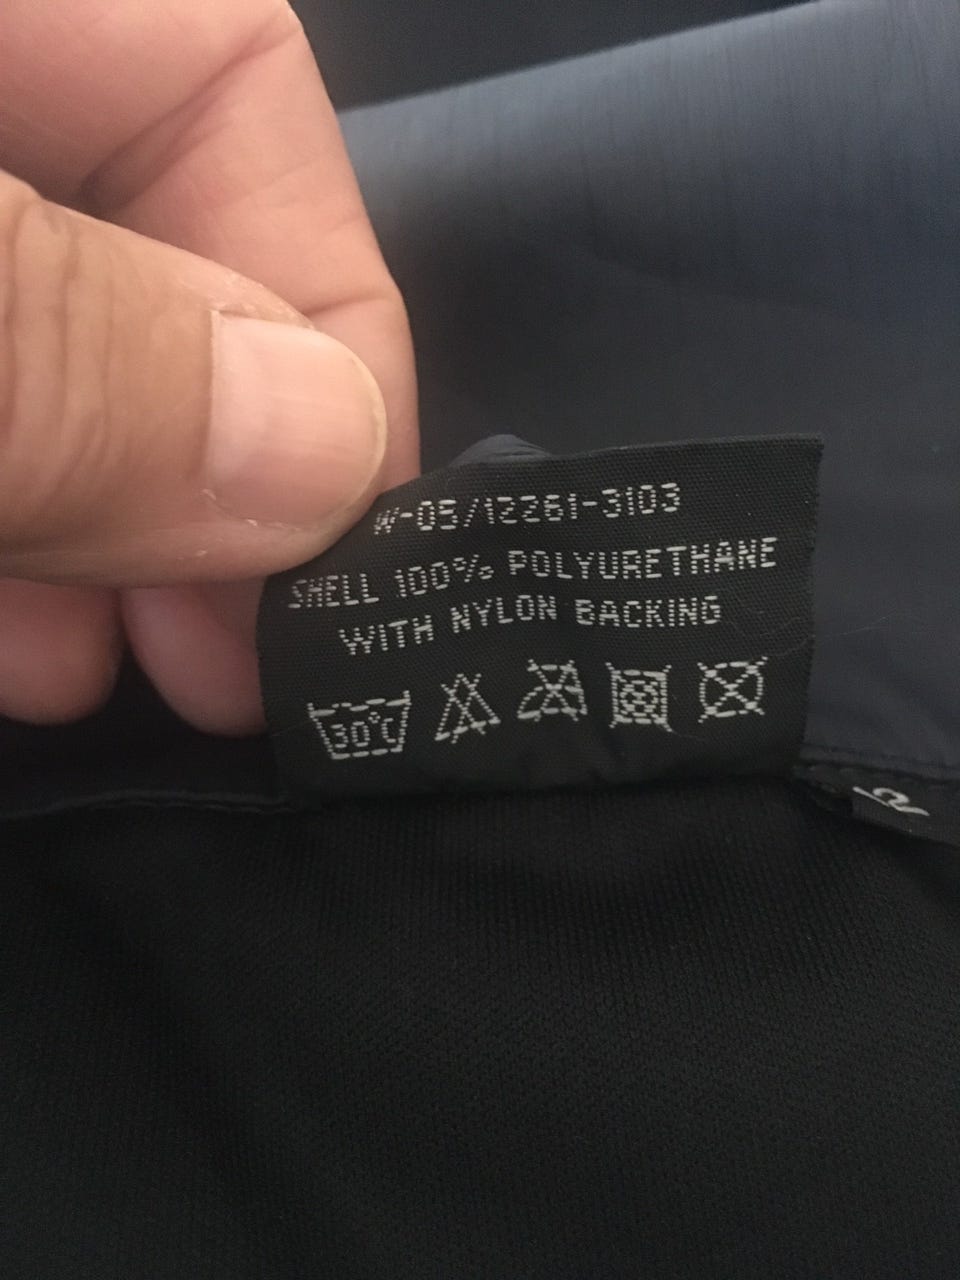 W-05/12261-3103
SHELL 100% POLYURETHANE
WITH NYLON BACKING
30°C